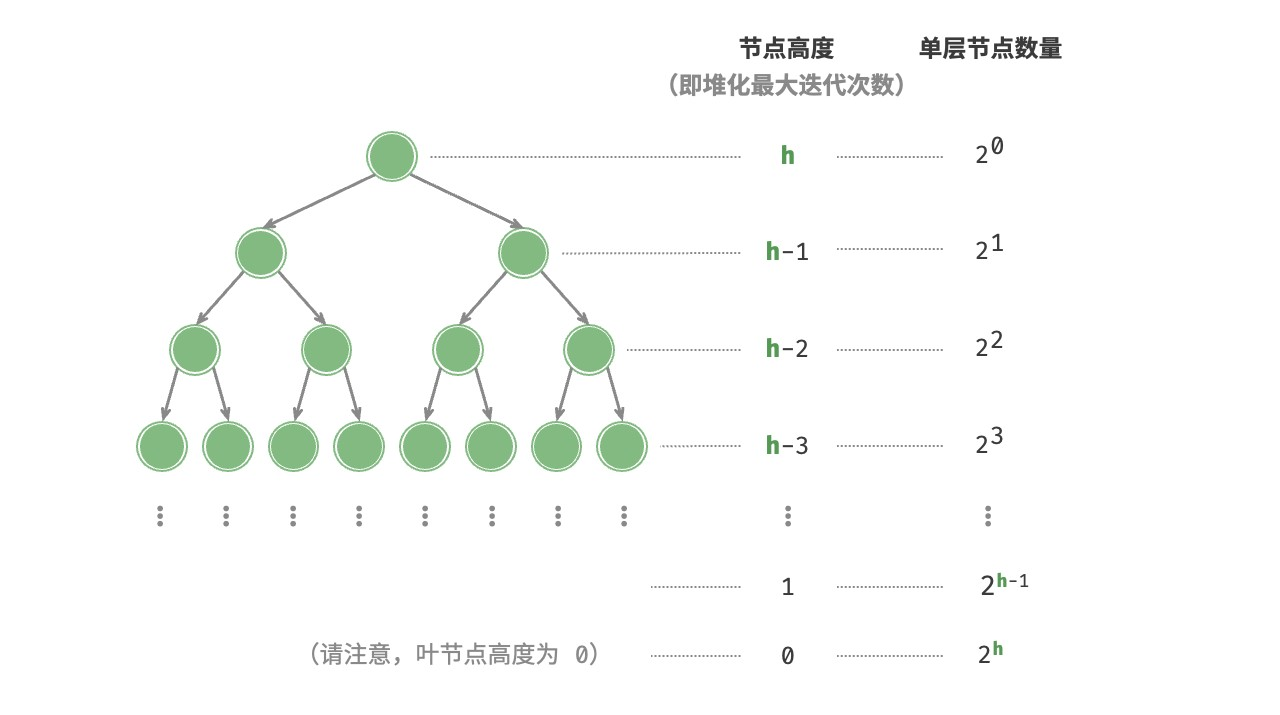 节点高度 单层节点数量
（即堆化最大迭代次数）
h 2^0
h-1 2^1
h-2 2^2
h-3 2^3
1 2^h-1
（请注意，叶节点高度为 0） 0 2^h